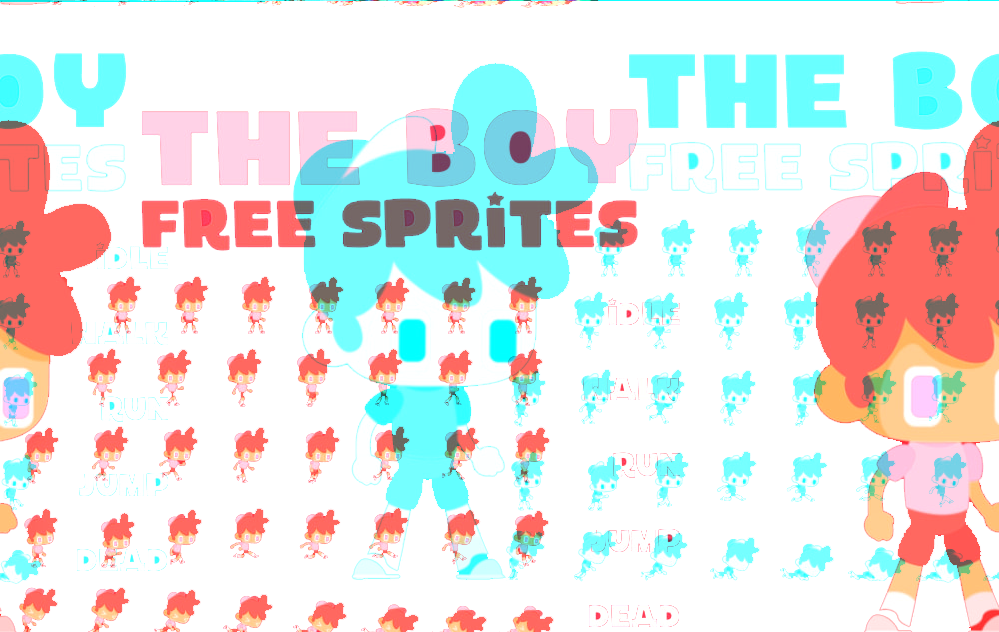 OY
THE BO
THE BOY
TES
FREE SPRI
FREE SPRITES
IDLE
IDLE
WALK
WALK
RUN
RUN
JUMP
JUMP
DEAD
DEAD